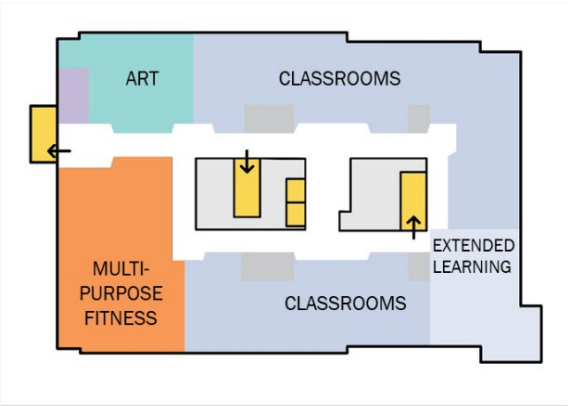 ART
CLASSROOMS
EXTENDED
LEARNING
MULTI-
PURPOSE
FITNESS
CLASSROOMS